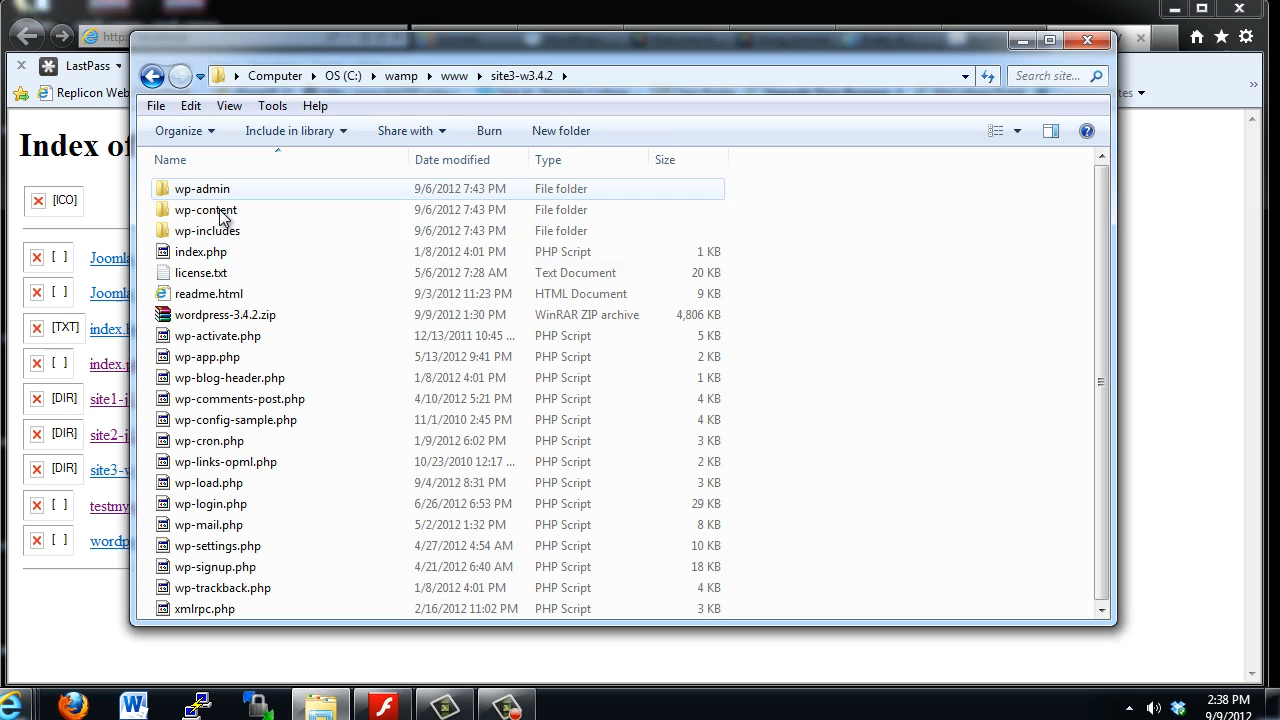 http:
LastPass
Replicon Web
Computer OS (C:) wamp www site3-w3.4.2
Search site...
File Edit View Tools Help
Organize Include in library Share with Burn New folder
Name Date modified Type Size
wp-admin 9/6/2012 7:43 PM File folder
wp-content 9/6/2012 7:43 PM File folder
wp-includes 9/6/2012 7:43 PM File folder
index.php 1/8/2012 4:01 PM PHP Script 1 KB
license.txt 5/6/2012 7:28 AM Text Document 20 KB
readme.html 9/3/2012 11:23 PM HTML Document 9 KB
wordpress-3.4.2.zip 9/9/2012 1:30 PM WinRAR ZIP archive 4,806 KB
wp-activate.php 12/13/2011 10:45 ... PHP Script 5 KB
wp-app.php 5/13/2012 9:41 PM PHP Script 2 KB
wp-blog-header.php 1/8/2012 4:01 PM PHP Script 1 KB
wp-comments-post.php 4/10/2012 5:21 PM PHP Script 4 KB
wp-config-sample.php 11/1/2010 2:45 PM PHP Script 4 KB
wp-cron.php 1/9/2012 6:02 PM PHP Script 3 KB
wp-links-opml.php 10/23/2010 12:17 ... PHP Script 2 KB
wp-load.php 9/4/2012 8:31 PM PHP Script 3 KB
wp-login.php 6/26/2012 6:53 PM PHP Script 29 KB
wp-mail.php 5/2/2012 1:32 PM PHP Script 8 KB
wp-settings.php 4/27/2012 4:54 AM PHP Script 10 KB
wp-signup.php 4/21/2012 6:40 AM PHP Script 18 KB
wp-trackback.php 1/8/2012 4:01 PM PHP Script 4 KB
xmlrpc.php 2/16/2012 11:02 PM PHP Script 3 KB
Index of
[ICO]
[ ] Joomla
[ ] Joomla
[TXT] index.h
[ ] index.p
[DIR] site1-j
[DIR] site2-j
[DIR] site3-w
[ ] testmy
[ ] wordp
2:38 PM
9/9/2012